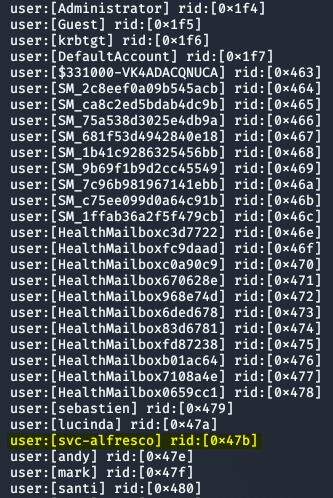 user:[Administrator] rid:[0×1f4]
user:[Guest] rid:[0×1f5]
user:[krbtgt] rid:[0×1f6]
user:[DefaultAccount] rid:[0×1f7]
user:[$331000-VK4ADACQNUCA] rid:[0×463]
user:[SM_2c8eef0a09b545acb] rid:[0×464]
user:[SM_ca8c2ed5bdab4dc9b] rid:[0×465]
user:[SM_75a538d3025e4db9a] rid:[0×466]
user:[SM_681f53d4942840e18] rid:[0×467]
user:[SM_1b41c9286325456bb] rid:[0×468]
user:[SM_9b69f1b9d2cc45549] rid:[0×469]
user:[SM_7c96b981967141ebb] rid:[0×46a]
user:[SM_c75ee099d0a64c91b] rid:[0×46b]
user:[SM_1ffab36a2f5f479cb] rid:[0×46c]
user:[HealthMailboxc3d7722] rid:[0×46e]
user:[HealthMailboxfc9daad] rid:[0×46f]
user:[HealthMailboxc0a90c9] rid:[0×470]
user:[HealthMailbox670628e] rid:[0×471]
user:[HealthMailbox968e74d] rid:[0×472]
user:[HealthMailbox6ded678] rid:[0×473]
user:[HealthMailbox83d6781] rid:[0×474]
user:[HealthMailboxfd87238] rid:[0×475]
user:[HealthMailboxb01ac64] rid:[0×476]
user:[HealthMailbox7108a4e] rid:[0×477]
user:[HealthMailbox0659cc1] rid:[0×478]
user:[sebastien] rid:[0×479]
user:[lucinda] rid:[0×47a]
user:[svc-alfresco] rid:[0×47b]
user:[andy] rid:[0×47e]
user:[mark] rid:[0×47f]
user:[santi] rid:[0×480]